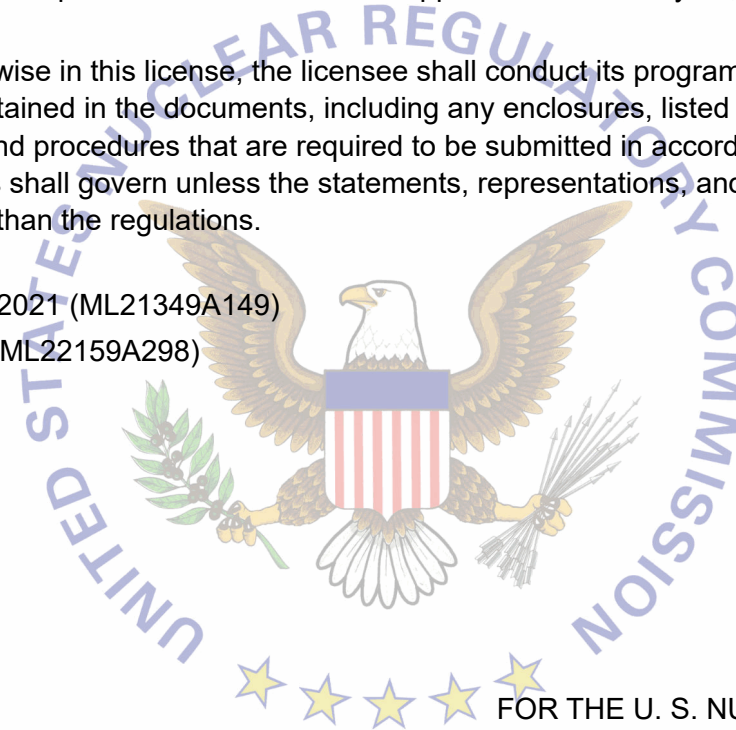 wise in this license, the licensee shall conduct its program
tained in the documents, including any enclosures, listed
nd procedures that are required to be submitted in accord
s shall govern unless the statements, representations, and
than the regulations.
2021 (ML21349A149)
ML22159A298)
UNITED STATES NUCLEAR REGULATORY COMMISSION
FOR THE U. S. NU